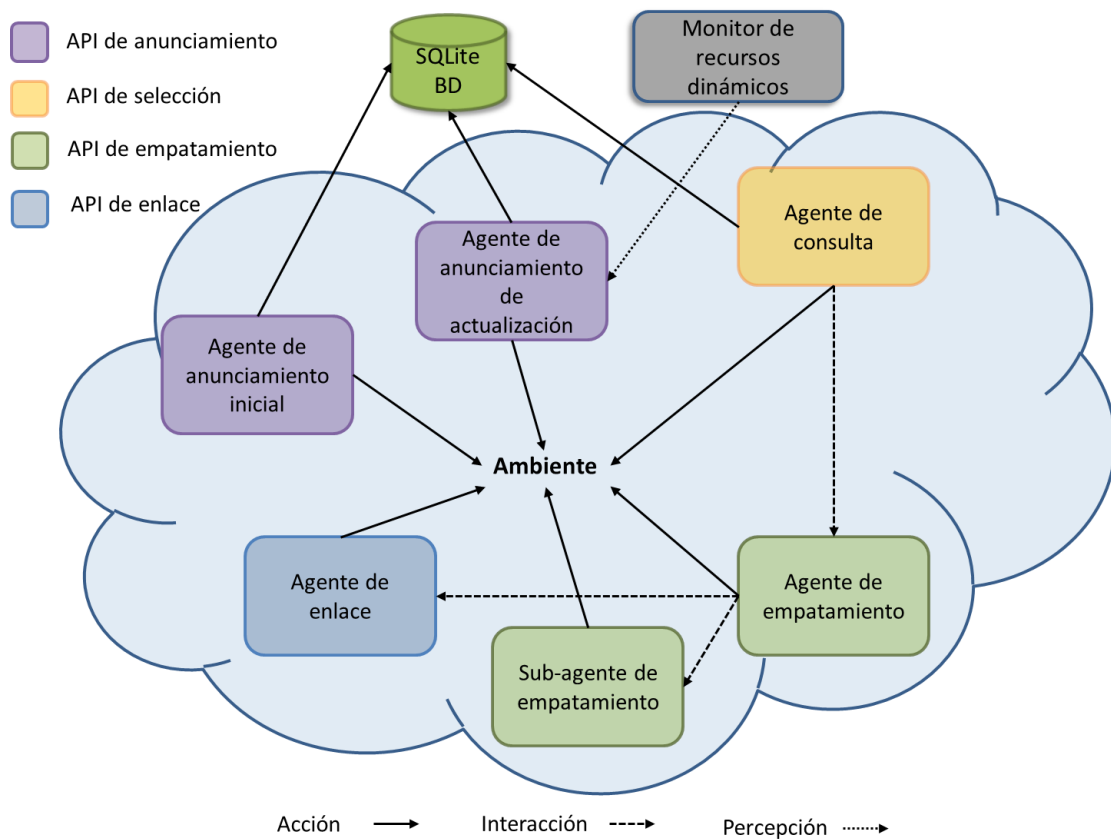 API de anunciamiento
API de selección
API de empatamiento
API de enlace
SQLite
BD
Monitor de
recursos
dinámicos
Agente de
consulta
Agente de
anunciamiento
de
actualización
Agente de
anunciamiento
inicial
Ambiente
Agente de
enlace
Agente de
empatamiento
Sub-agente de
empatamiento
Acción
Interacción
Percepción